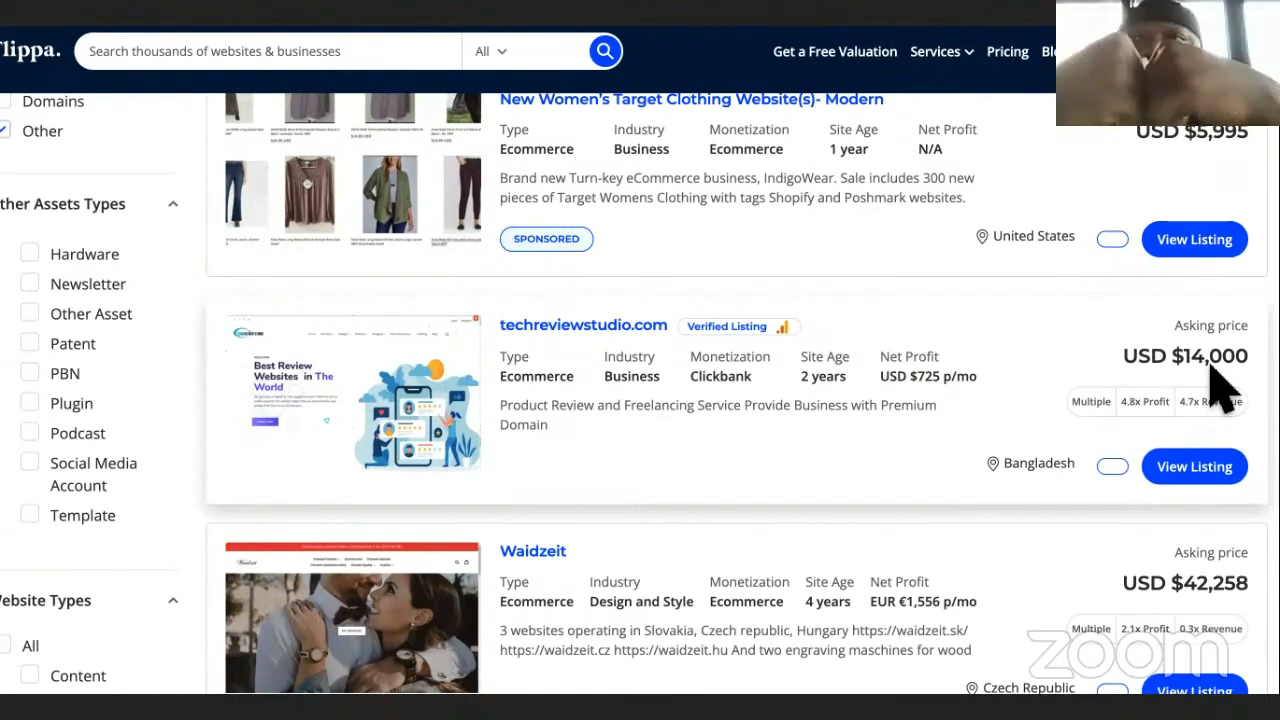 Flippa.
Search thousands of websites & businesses
All
Get a Free Valuation
Services
Pricing
Domains
Other
ther Assets Types
Hardware
Newsletter
Other Asset
Patent
PBN
Plugin
Podcast
Social Media
Account
Template
ebsite Types
All
Content
New Women's Target Clothing Website(s)- Modern
Type Industry Monetization Site Age Net Profit
Ecommerce Business Ecommerce 1 year N/A
USD $5,995
Brand new Turn-key eCommerce business, IndigoWear. Sale includes 300 new
pieces of Target Womens Clothing with tags Shopify and Poshmark websites.
SPONSORED
United States
View Listing
techreviewstudio.com
Verified Listing
Asking price
USD $14,000
Type Industry Monetization Site Age Net Profit
Ecommerce Business Clickbank 2 years USD $725 p/mo
Multiple 4.8x Profit 4.7x
Product Review and Freelancing Service Provide Business with Premium
Domain
Bangladesh
View Listing
Best Review
Websites in The
World
Waidzeit
Asking price
USD $42,258
Type Industry Monetization Site Age Net Profit
Ecommerce Design and Style Ecommerce 4 years EUR €1,556 p/mo
Multiple 2.1x Profit 0.3x Revenue
3 websites operating in Slovakia, Czech republic, Hungary https://waidzeit.sk/
https://waidzeit.cz https://waidzeit.hu And two engraving maschines for wood
Czech Republic
View Listing
zoom